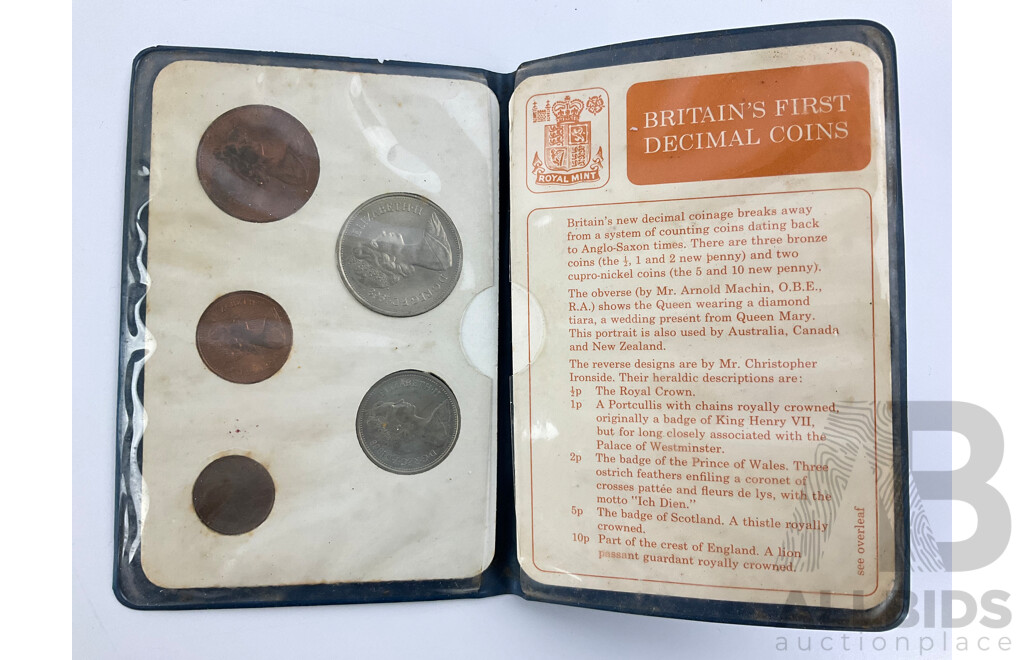 ELIZABETH II
ROYAL MINT
BRITAIN'S FIRST
DECIMAL COINS
Britain's new decimal coinage breaks away
from a system of counting coins dating back
to Anglo-Saxon times. There are three bronze
coins (the ½, 1 and 2 new penny) and two
cupro-nickel coins (the 5 and 10 new penny).
The obverse (by Mr. Arnold Machin, O.B.E.,
R.A.) shows the Queen wearing a diamond
tiara, a wedding present from Queen Mary.
This portrait is also used by Australia, Canada
and New Zealand.
The reverse designs are by Mr. Christopher
Ironside. Their heraldic descriptions are:
½p The Royal Crown.
1p A Portcullis with chains royally crowned,
originally a badge of King Henry VII,
but for long closely associated with the
Palace of Westminster.
2p The badge of the Prince of Wales. Three
ostrich feathers enfiling a coronet of
crosses pattée and fleurs de lys, with the
motto "Ich Dien."
5p The badge of Scotland. A thistle royally
crowned.
10p Part of the crest of England. A lion
passant guardant royally crowned.
see overleaf
AB
ALLBIDS
auctionplace